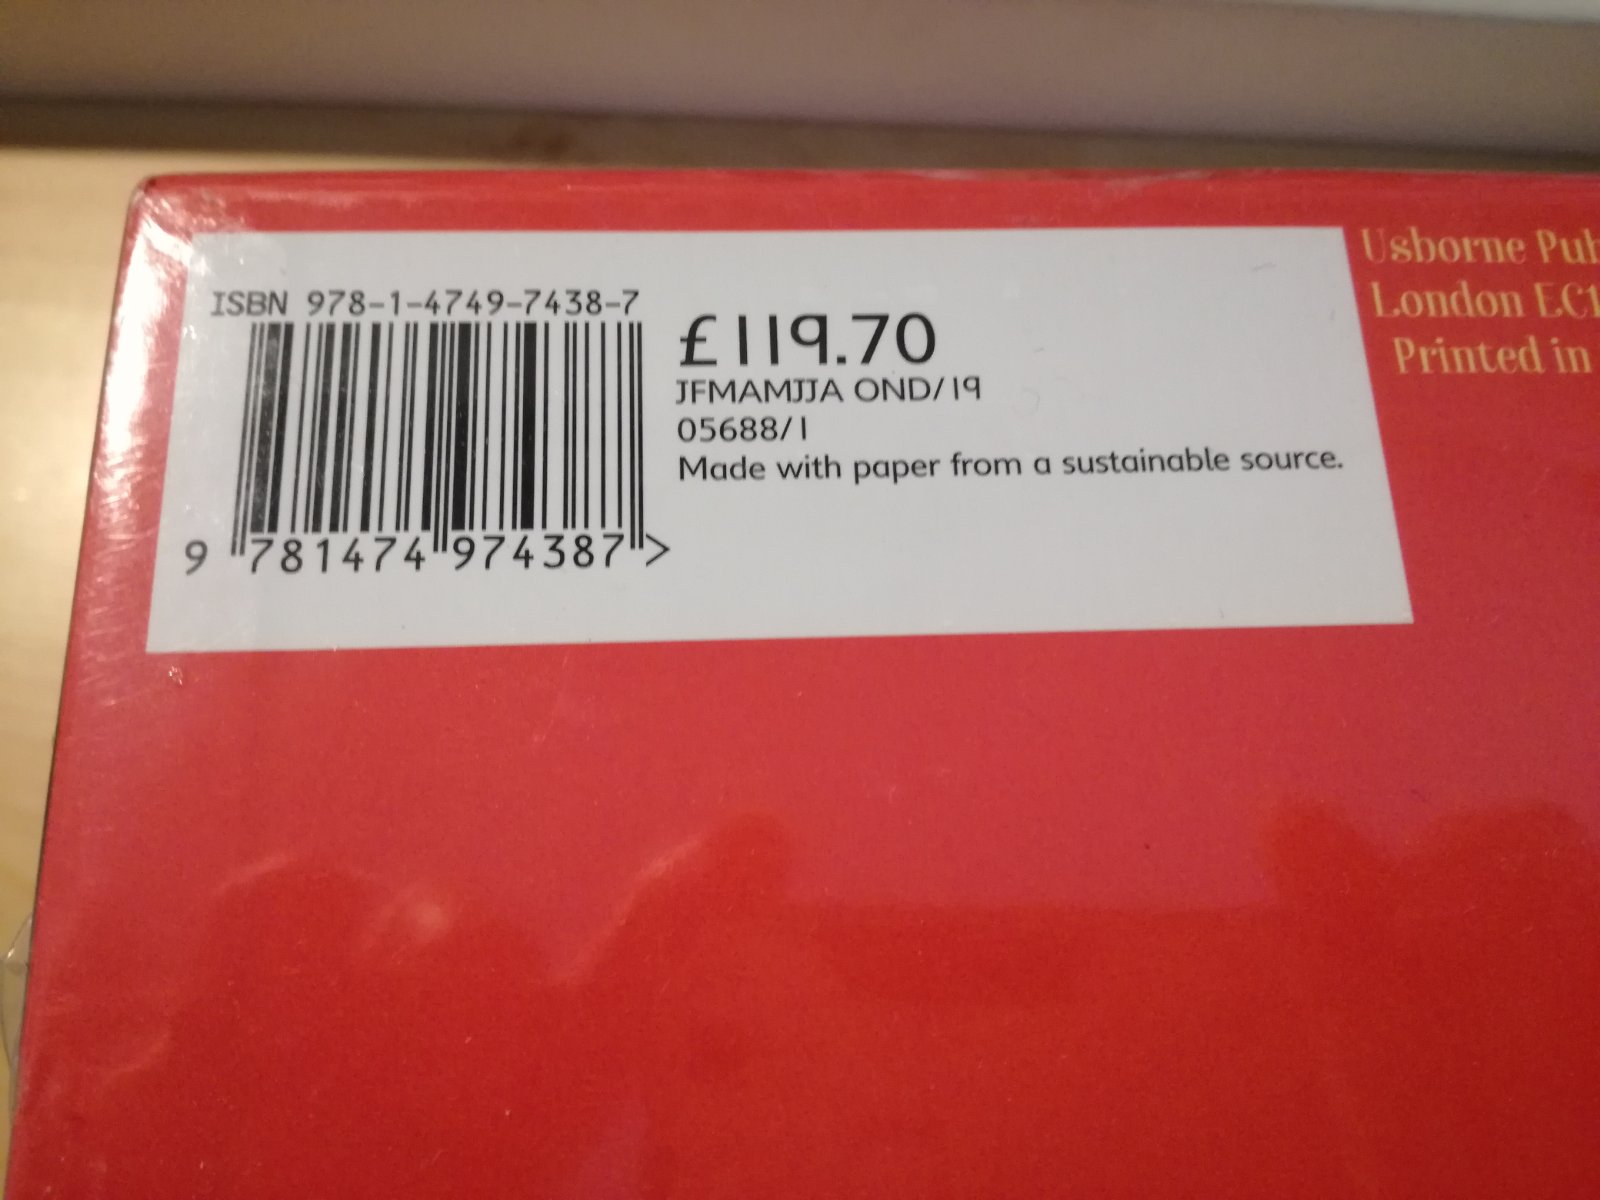 ISBN 978-1-4749-7438-7
9 781474 974387 >
£119.70
JFMAMJJA OND/19
05688/1
Made with paper from a sustainable source.
Usborne Pub
London EC1
Printed in